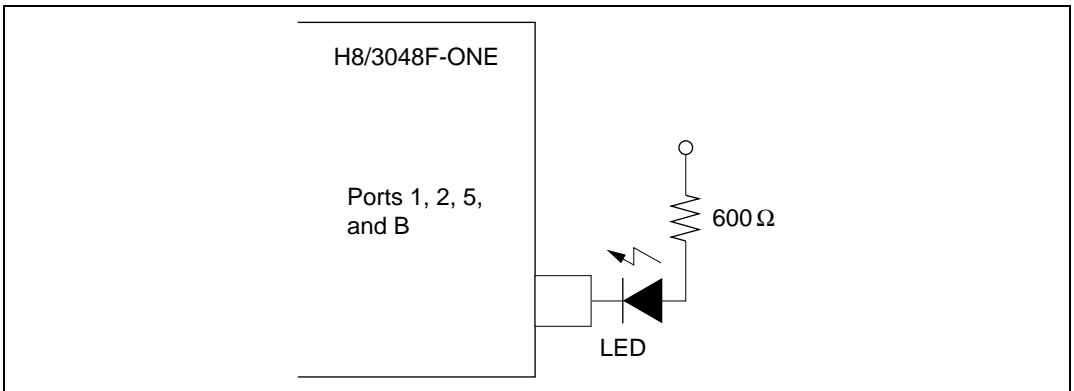 H8/3048F-ONE
Ports 1, 2, 5,
and B
600 Ω
LED